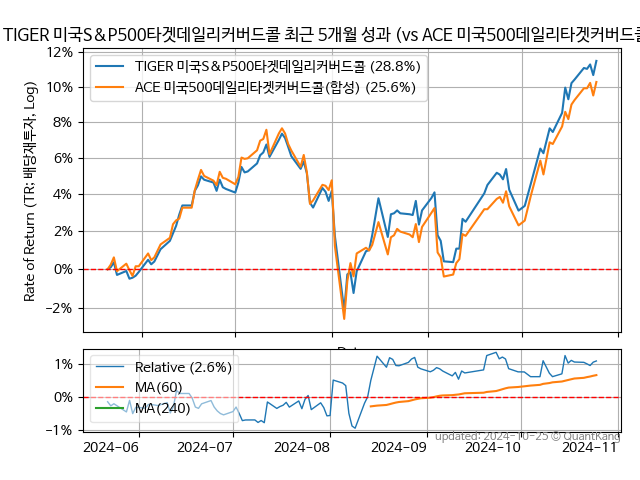 TIGER 미국S&P500타겟데일리커버드콜 최근 5개월 성과 (vs ACE 미국500데일리타겟커버드콜
12%
10%
8%
6%
4%
2%
0%
−2%
Rate of Return (TR: 배당재투자, Log)
TIGER 미국S&P500타겟데일리커버드콜 (28.8%)
ACE 미국500데일리타겟커버드콜(합성) (25.6%)
1%
0%
−1%
Relative (2.6%)
MA(60)
MA(240)
2024-06
2024-07
2024-08
2024-09
2024-10
2024-11
updated: 2024-10-25 © QuantKang